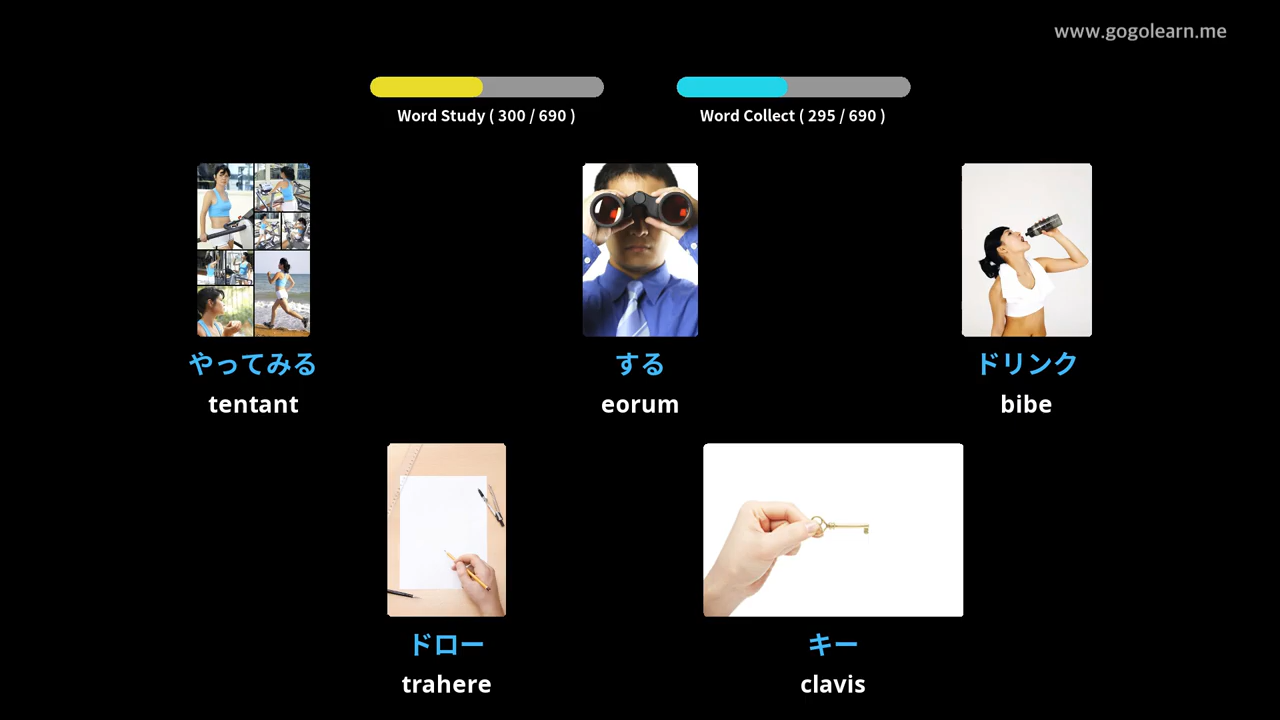 www.gogolearn.me
Word Study ( 300 / 690 )
Word Collect ( 295 / 690 )
やってみる
tentant
する
eorum
ドリンク
bibe
ドロー
trahere
キー
clavis